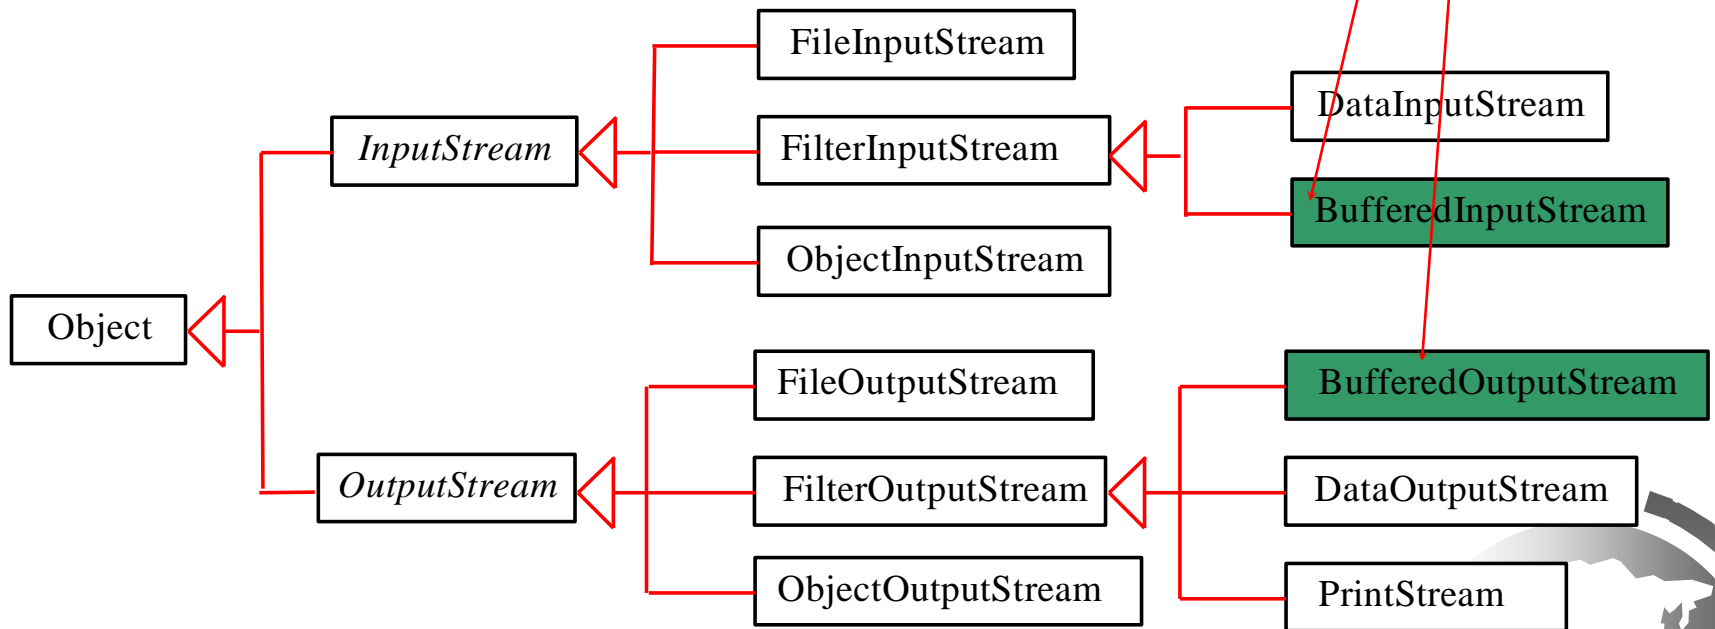 FileInputStream
DataInputStream
InputStream
FilterInputStream
BufferedInputStream
ObjectInputStream
Object
FileOutputStream
BufferedOutputStream
OutputStream
FilterOutputStream
DataOutputStream
ObjectOutputStream
PrintStream